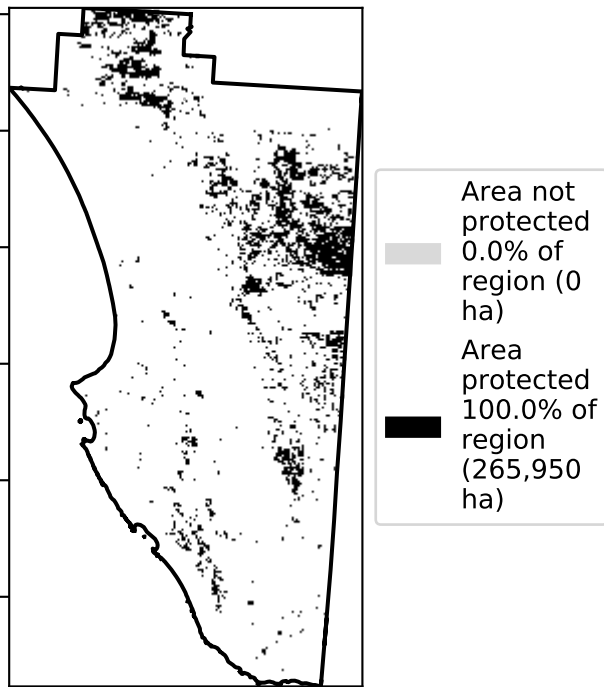 Area not
protected
0.0% of
region (0
ha)
Area
protected
100.0% of
region
(265,950
ha)